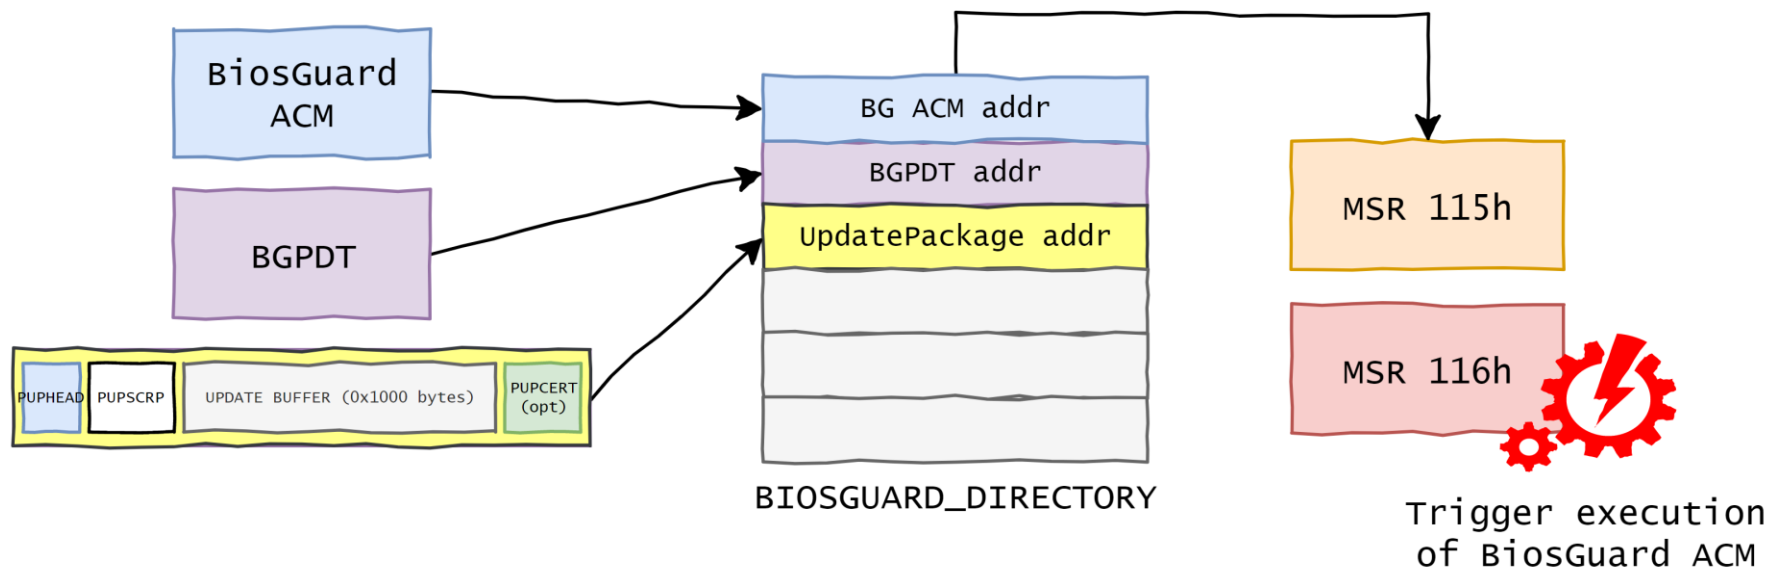 BiosGuard
ACM
BGPDT
PUPHEAD
PUPSCRP
UPDATE BUFFER (0x1000 bytes)
PUPCERT
(opt)
BG ACM addr
BGPDT addr
UpdatePackage addr
BIOSGUARD_DIRECTORY
MSR 115h
MSR 116h
Trigger execution
of BiosGuard ACM